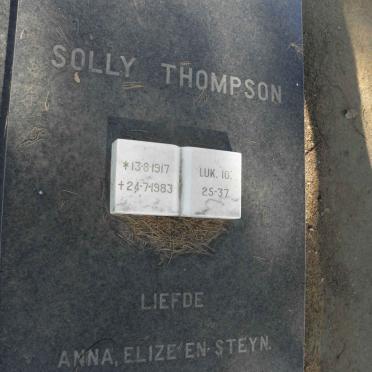 SOLLY THOMPSON
*13·8·1917
†24·7·1983
LUK. 10:
25-37.
LIEFDE
ANNA, ELIZE EN STEYN.